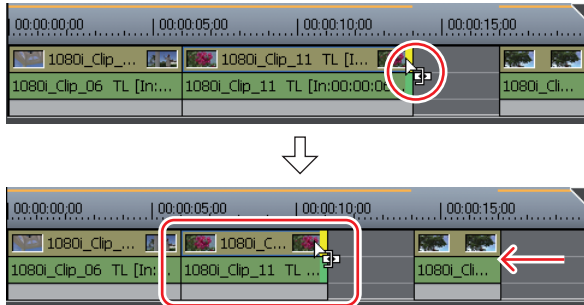 00:00:00;00 00:00:05;00 00:00:10;00 00:00:15;00
1080i_Clip_... 1080i_Clip_11 TL [I...
1080i_Clip_06 TL [In:... 1080i_Clip_11 TL [In:00:00:06... 1080i_Cli...
00:00:00;00 00:00:05;00 00:00:10;00 00:00:15;00
1080i_Clip_... 1080i_C...
1080i_Clip_06 TL [In:... 1080i_Clip_11 TL ... 1080i_Cli...